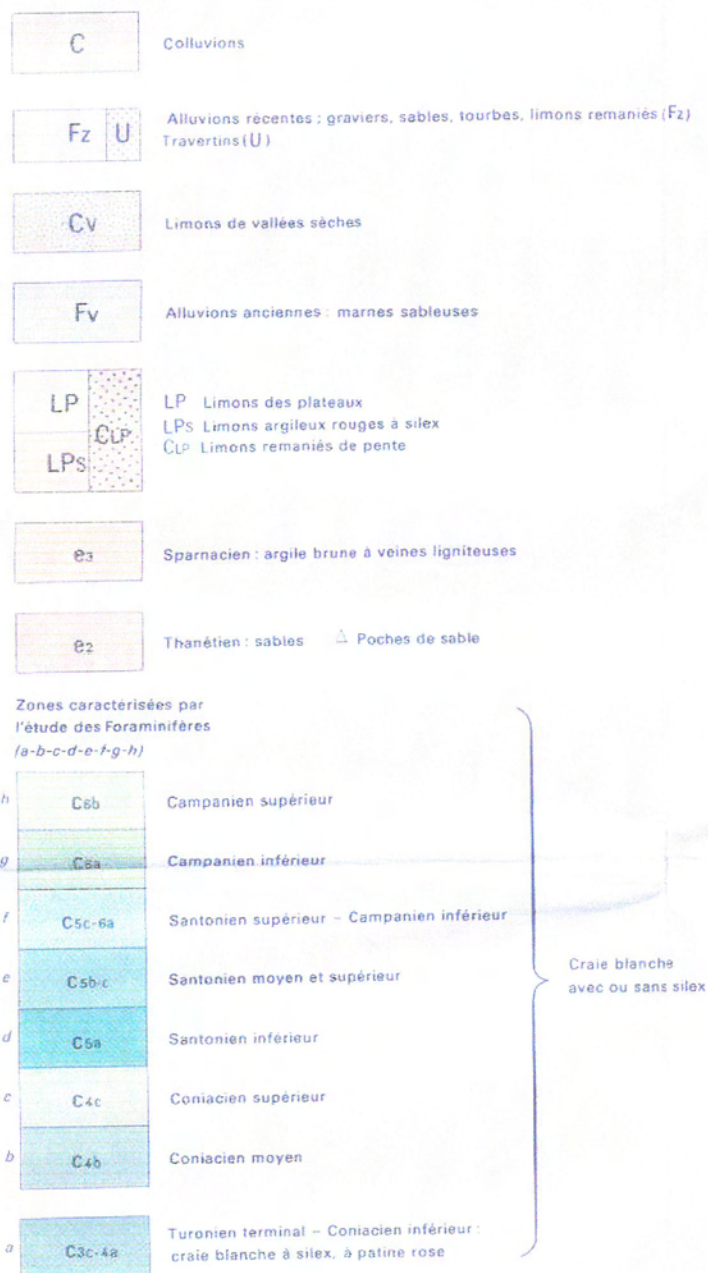 C Colluvions
Fz U Alluvions récentes : graviers, sables, tourbes, limons remaniés (Fz)
Travertins (U)
Cv Limons de vallées sèches
Fv Alluvions anciennes : marnes sableuses
LP LP Limons des plateaux
CLP LPs Limons argileux rouges à silex
LPs CLP Limons remaniés de pente
e3 Sparnacien : argile brune à veines ligniteuses
e2 Thanétien : sables △ Poches de sable
Zones caractérisées par
l'étude des Foraminifères
(a-b-c-d-e-f-g-h)
h C6b Campanien supérieur
g C6a Campanien inférieur
f C5c-6a Santonien supérieur – Campanien inférieur
e C5b-c Santonien moyen et supérieur
Craie blanche
avec ou sans silex
d C5a Santonien inférieur
c C4c Coniacien supérieur
b C4b Coniacien moyen
a C3c-4a Turonien terminal – Coniacien inférieur :
craie blanche à silex, à patine rose